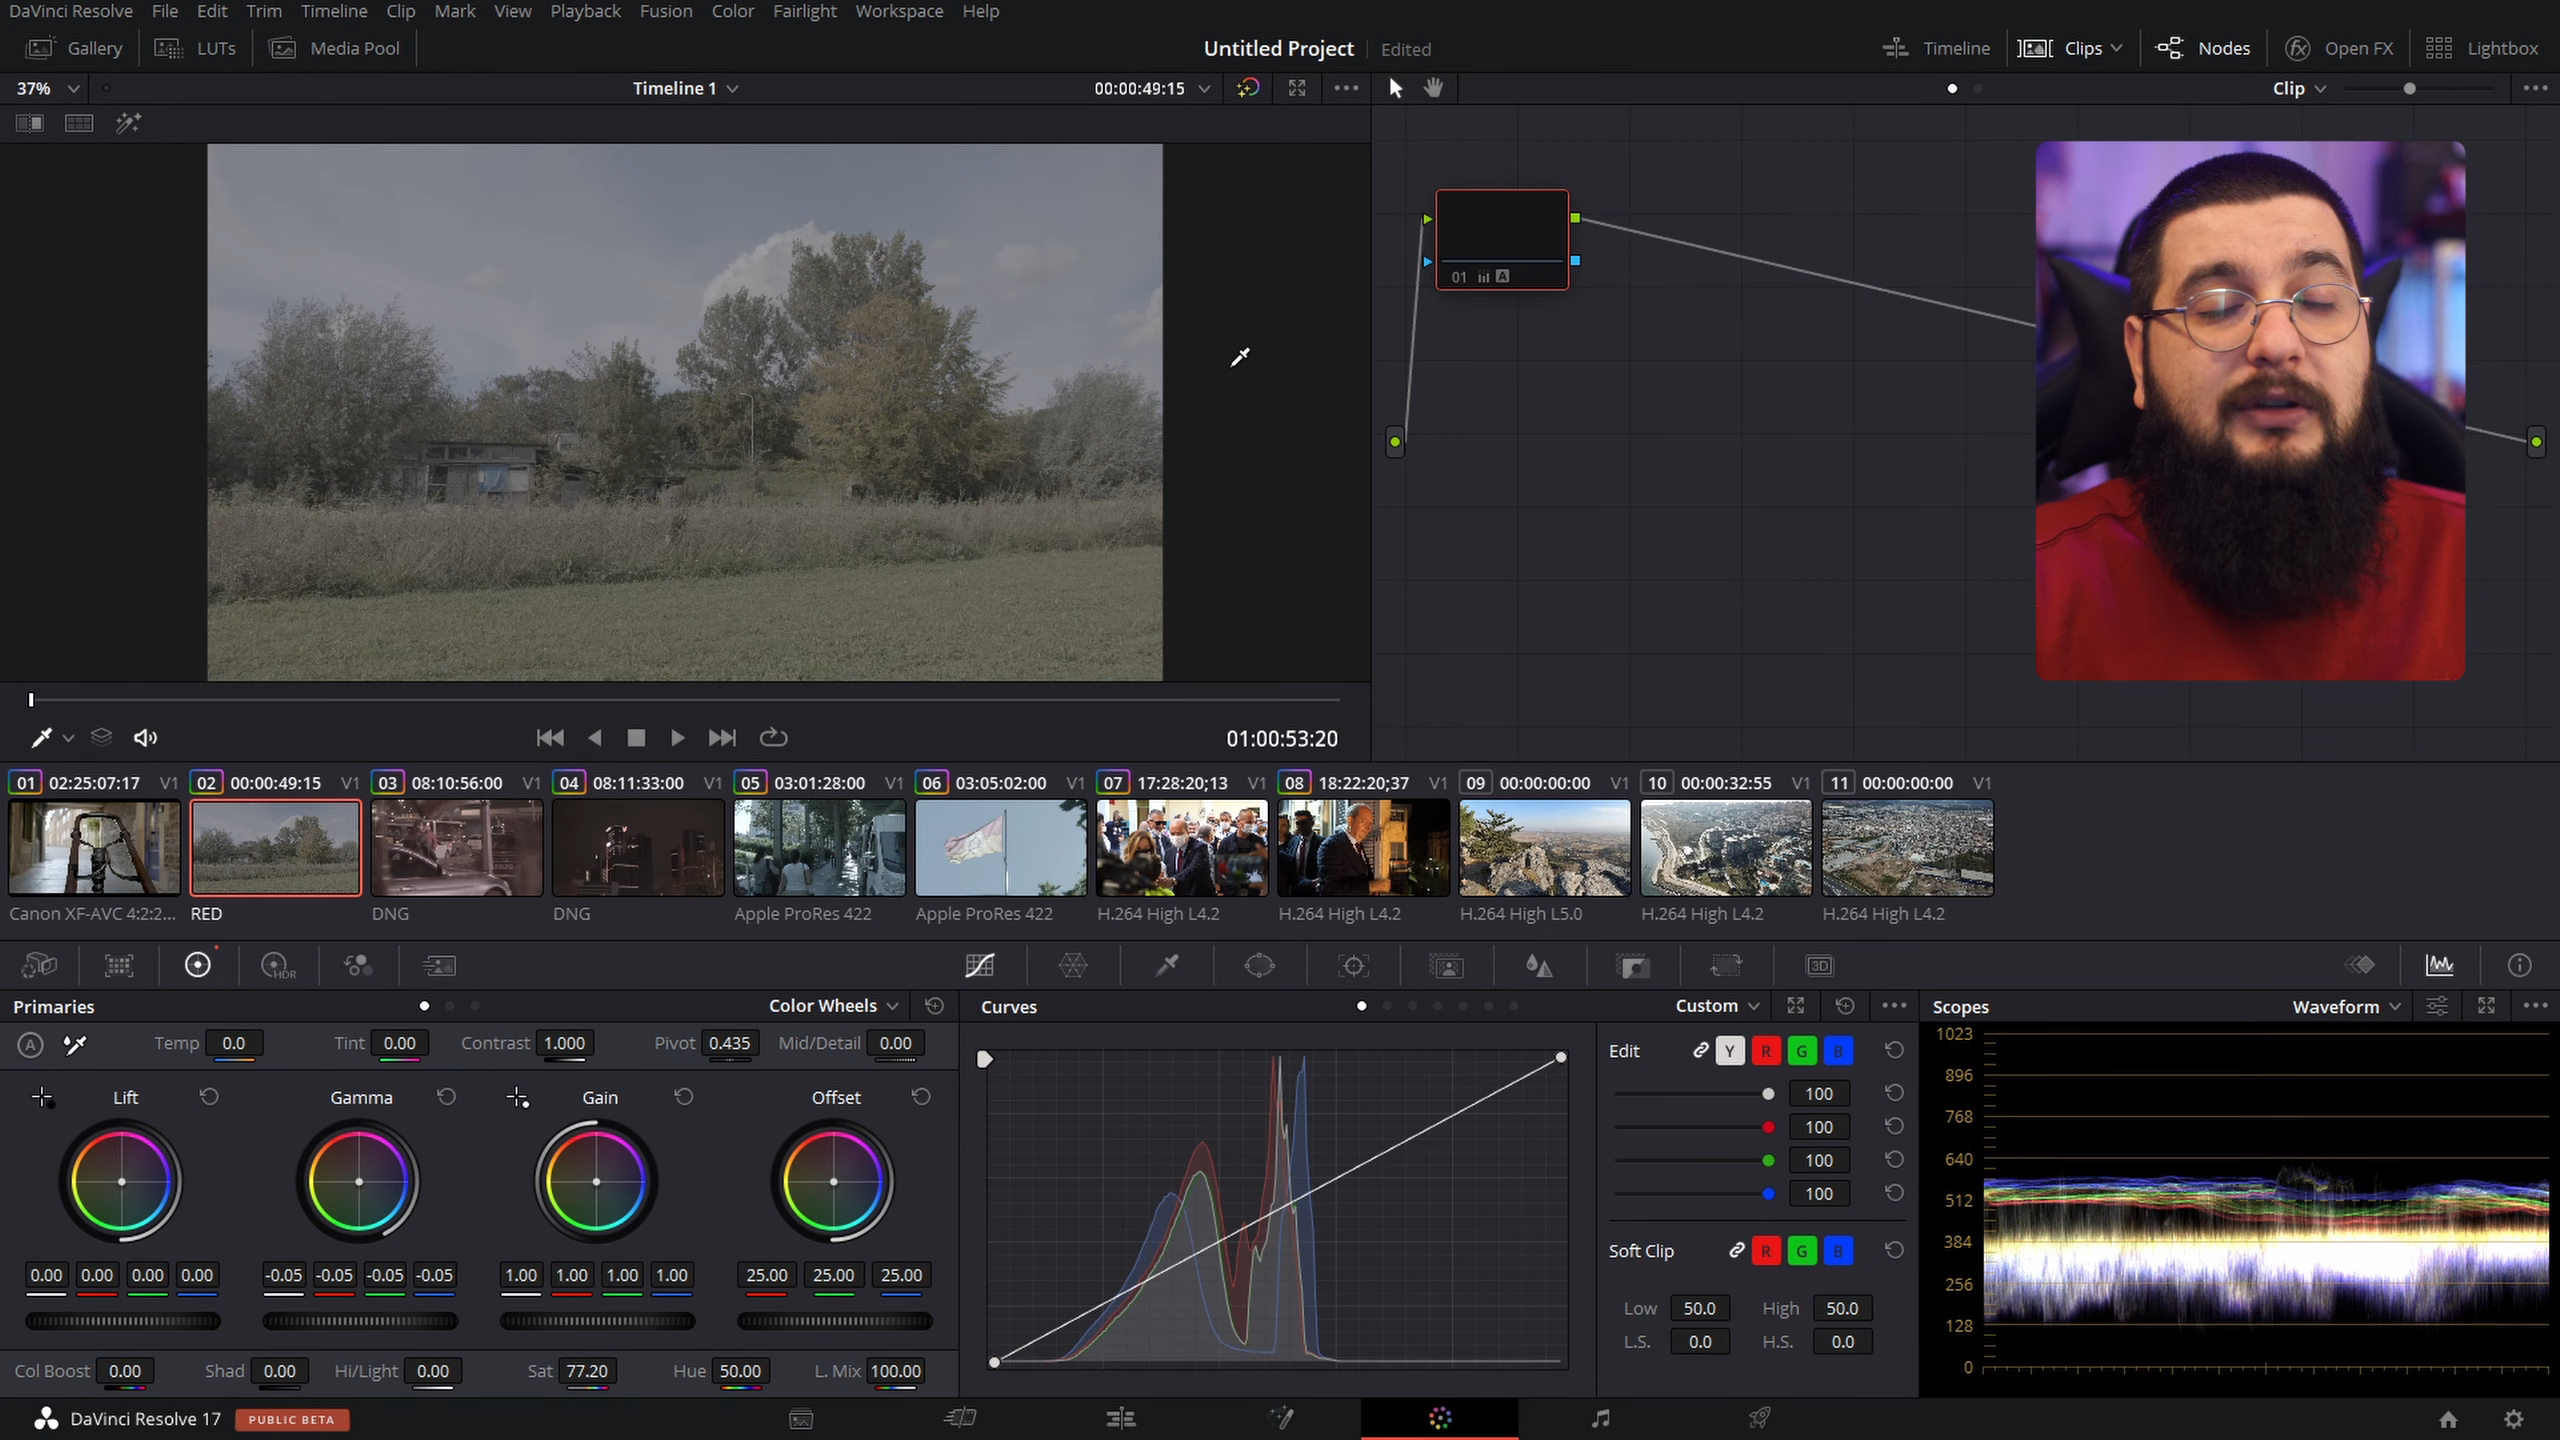 DaVinci Resolve File Edit Trim Timeline Clip Mark View Playback Fusion Color Fairlight Workspace Help
Gallery LUTs Media Pool Untitled Project Edited Timeline Clips Nodes Open FX Lightbox
37% Timeline 1 00:00:49:15 Clip
01 A
01:00:53:20
01 02:25:07:17 V1 02 00:00:49:15 V1 03 08:10:56:00 V1 04 08:11:33:00 V1 05 03:01:28:00 V1 06 03:05:02:00 V1 07 17:28:20;13 V1 08 18:22:20;37 V1 09 00:00:00:00 V1 10 00:00:32:55 V1 11 00:00:00:00 V1
Canon XF-AVC 4:2:2... RED DNG DNG Apple ProRes 422 Apple ProRes 422 H.264 High L4.2 H.264 High L4.2 H.264 High L5.0 H.264 High L4.2 H.264 High L4.2
HDR 3D
Primaries Color Wheels Curves Custom Scopes Waveform
A Temp 0.0 Tint 0.00 Contrast 1.000 Pivot 0.435 Mid/Detail 0.00
Lift Gamma Gain Offset
0.00 0.00 0.00 0.00 -0.05 -0.05 -0.05 -0.05 1.00 1.00 1.00 1.00 25.00 25.00 25.00
Col Boost 0.00 Shad 0.00 Hi/Light 0.00 Sat 77.20 Hue 50.00 L. Mix 100.00
Edit Y R G B
100
100
100
100
Soft Clip R G B
Low 50.0 High 50.0
L.S. 0.0 H.S. 0.0
1023
896
768
640
512
384
256
128
0
DaVinci Resolve 17 PUBLIC BETA